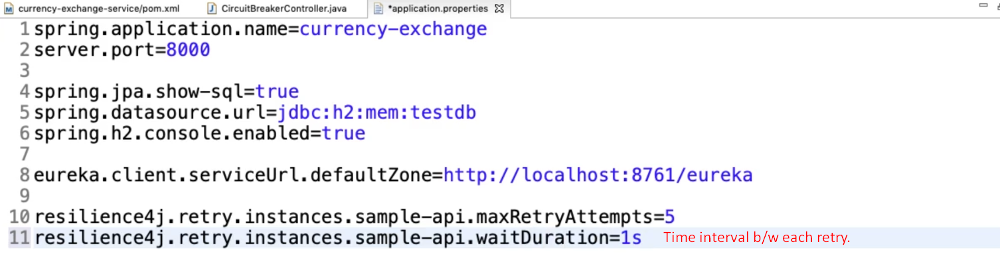 currency-exchange-service/pom.xml CircuitBreakerController.java *application.properties
1 spring.application.name=currency-exchange
2 server.port=8000
3
4 spring.jpa.show-sql=true
5 spring.datasource.url=jdbc:h2:mem:testdb
6 spring.h2.console.enabled=true
7
8 eureka.client.serviceUrl.defaultZone=http://localhost:8761/eureka
9
10 resilience4j.retry.instances.sample-api.maxRetryAttempts=5
11 resilience4j.retry.instances.sample-api.waitDuration=1s Time interval b/w each retry.